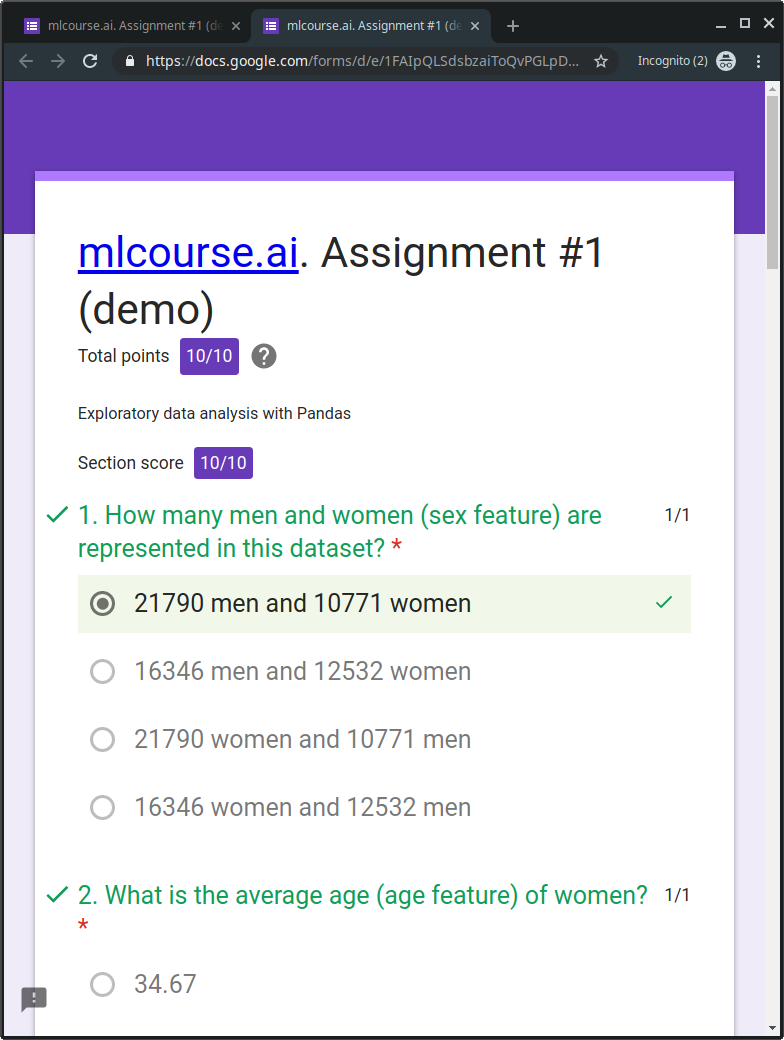 mlcourse.ai. Assignment #1 (de
mlcourse.ai. Assignment #1 (de
https://docs.google.com/forms/d/e/1FAIpQLSdsbzaiToQvPGLpD...
Incognito (2)
mlcourse.ai. Assignment #1
(demo)
Total points 10/10
Exploratory data analysis with Pandas
Section score 10/10
1. How many men and women (sex feature) are 1/1
represented in this dataset? *
21790 men and 10771 women
16346 men and 12532 women
21790 women and 10771 men
16346 women and 12532 men
2. What is the average age (age feature) of women? 1/1
*
34.67